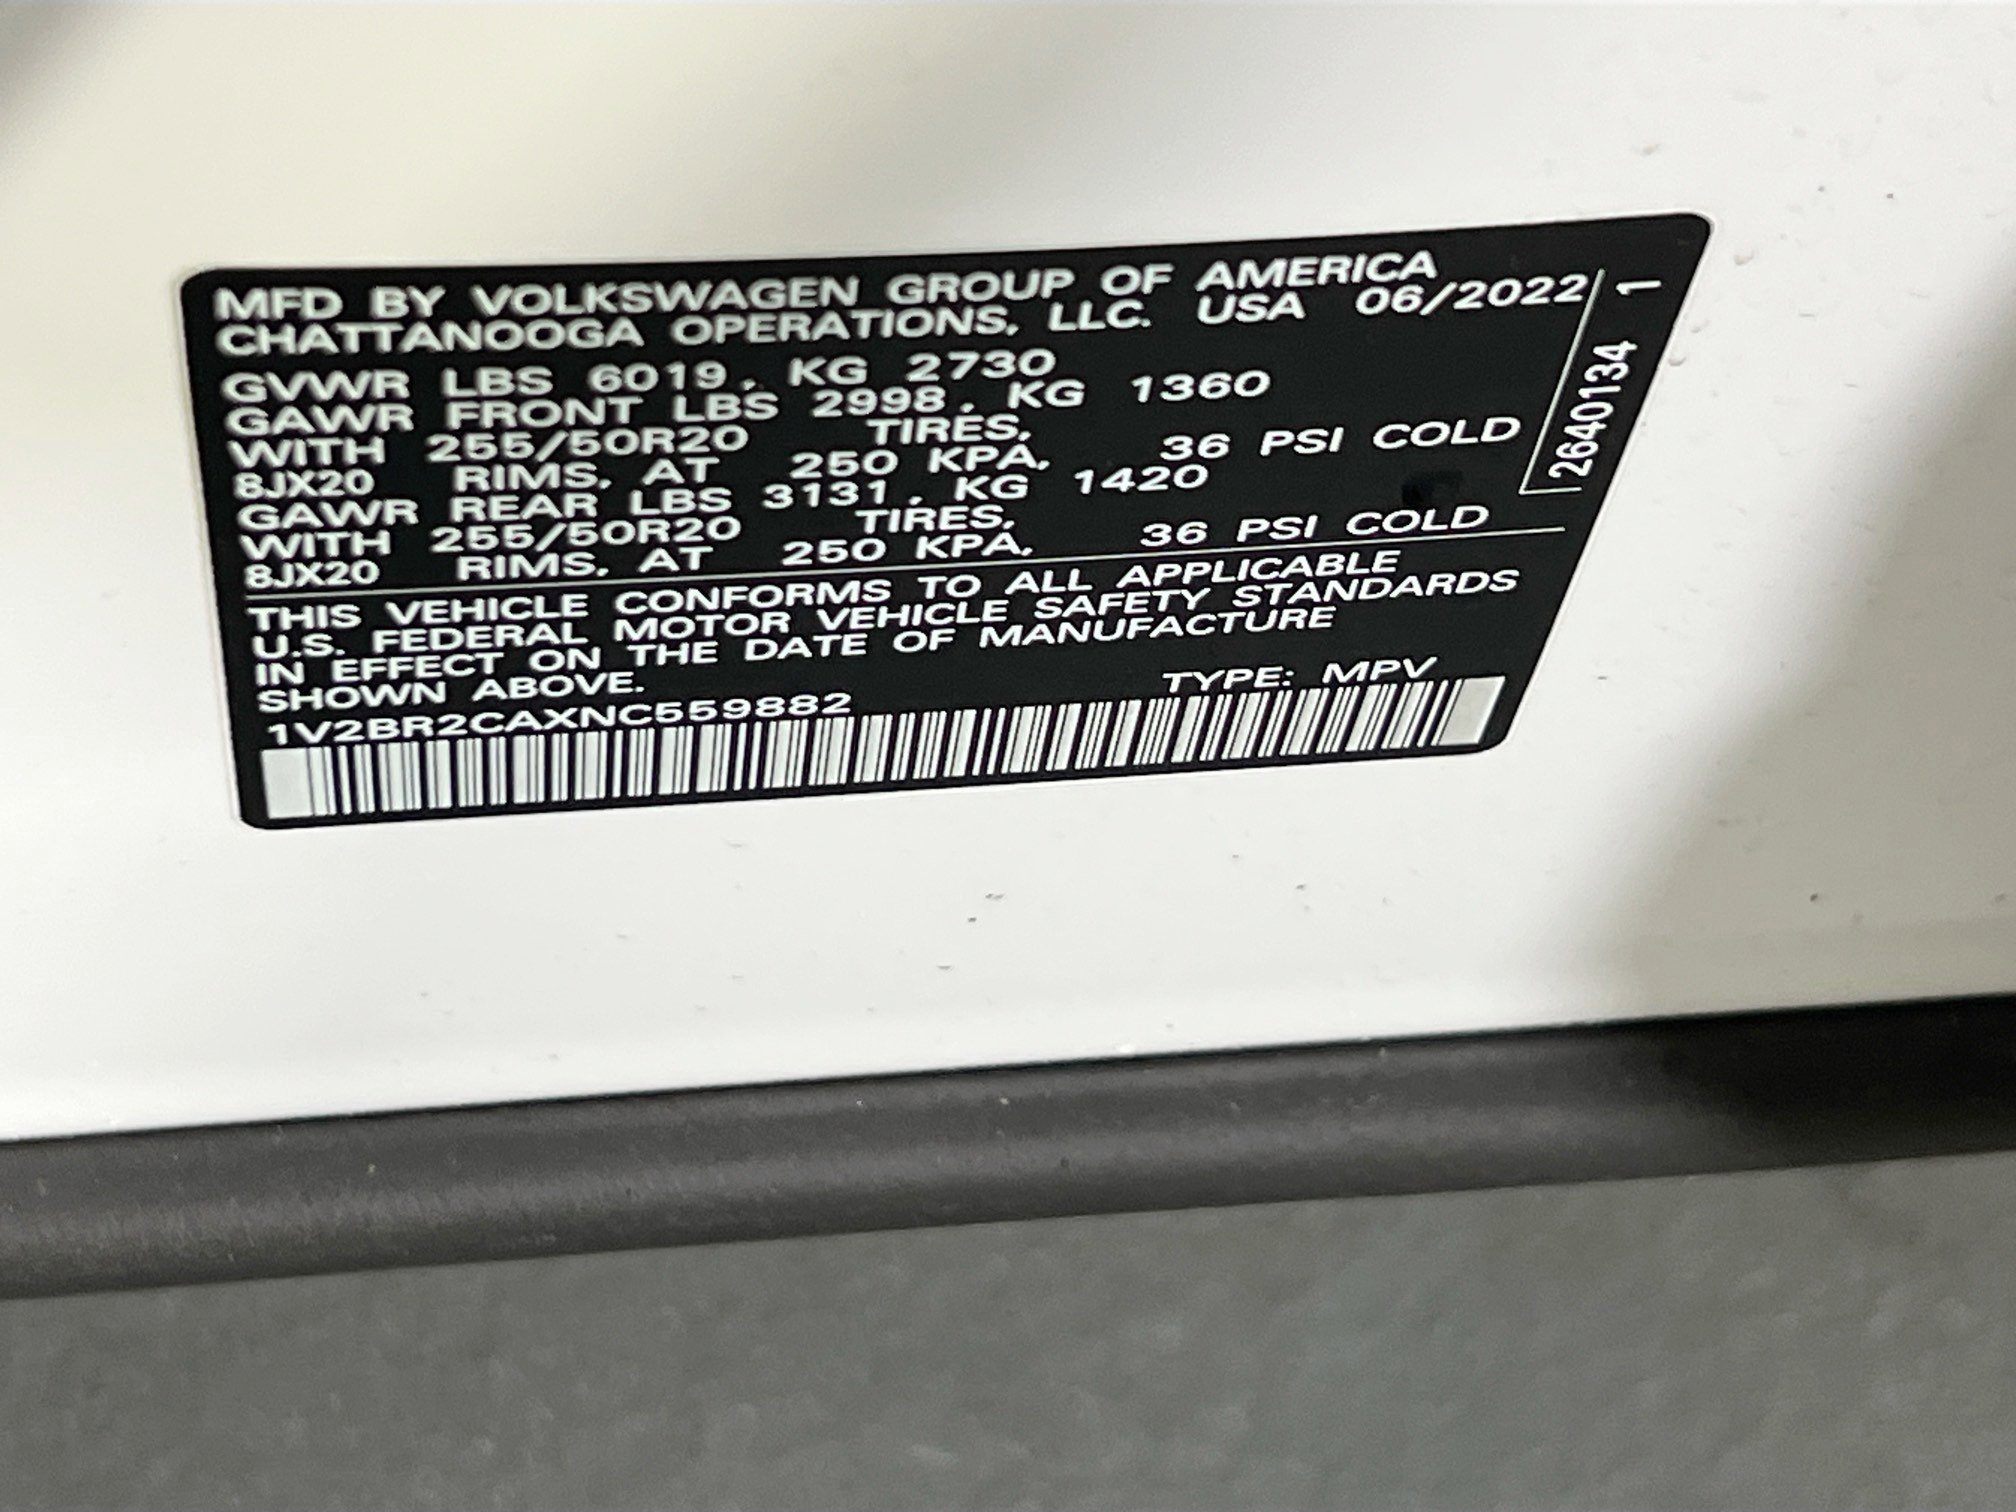 MFD BY VOLKSWAGEN GROUP OF AMERICA
CHATTANOOGA OPERATIONS, LLC. USA 06/2022
GVWR LBS 6019, KG 2730
GAWR FRONT LBS 2998, KG 1360
WITH 255/50R20 TIRES,
8JX20 RIMS, AT 250 KPA, 36 PSI COLD
GAWR REAR LBS 3131, KG 1420
WITH 255/50R20 TIRES,
8JX20 RIMS, AT 250 KPA, 36 PSI COLD
THIS VEHICLE CONFORMS TO ALL APPLICABLE
U.S. FEDERAL MOTOR VEHICLE SAFETY STANDARDS
IN EFFECT ON THE DATE OF MANUFACTURE
SHOWN ABOVE.
1V2BR2CAXNC559882 TYPE: MPV
2640134 1